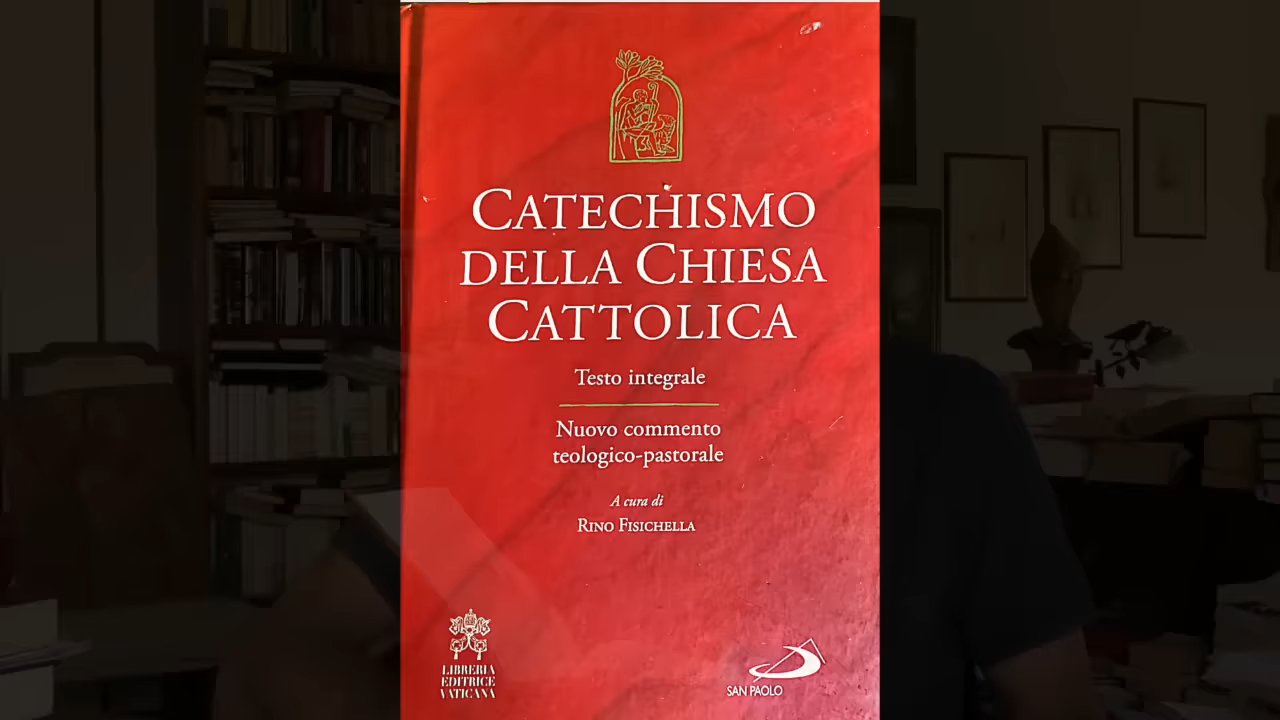 CATECHISMO
DELLA CHIESA
CATTOLICA
Testo integrale
Nuovo commento
teologico-pastorale
A cura di
RINO FISICHELLA
LIBRERIA
EDITRICE
VATICANA
SAN PAOLO